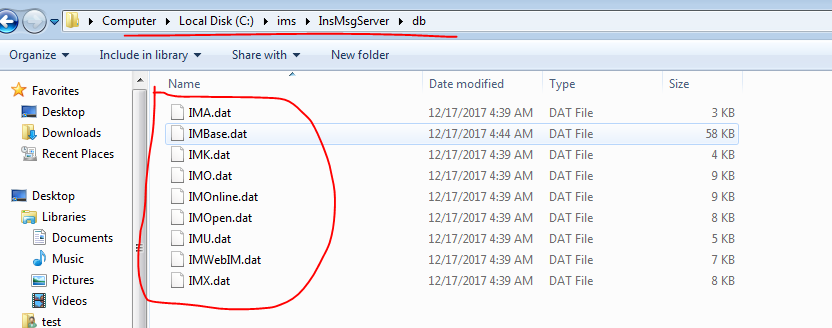 Computer Local Disk (C:) ims InsMsgServer db
Organize Include in library Share with New folder
Favorites
Desktop
Downloads
Recent Places
Desktop
Libraries
Documents
Music
Pictures
Videos
test
Name Date modified Type Size
IMA.dat 12/17/2017 4:39 AM DAT File 3 KB
IMBase.dat 12/17/2017 4:44 AM DAT File 58 KB
IMK.dat 12/17/2017 4:39 AM DAT File 4 KB
IMO.dat 12/17/2017 4:39 AM DAT File 9 KB
IMOnline.dat 12/17/2017 4:39 AM DAT File 9 KB
IMOpen.dat 12/17/2017 4:39 AM DAT File 8 KB
IMU.dat 12/17/2017 4:39 AM DAT File 5 KB
IMWebIM.dat 12/17/2017 4:39 AM DAT File 7 KB
IMX.dat 12/17/2017 4:39 AM DAT File 8 KB